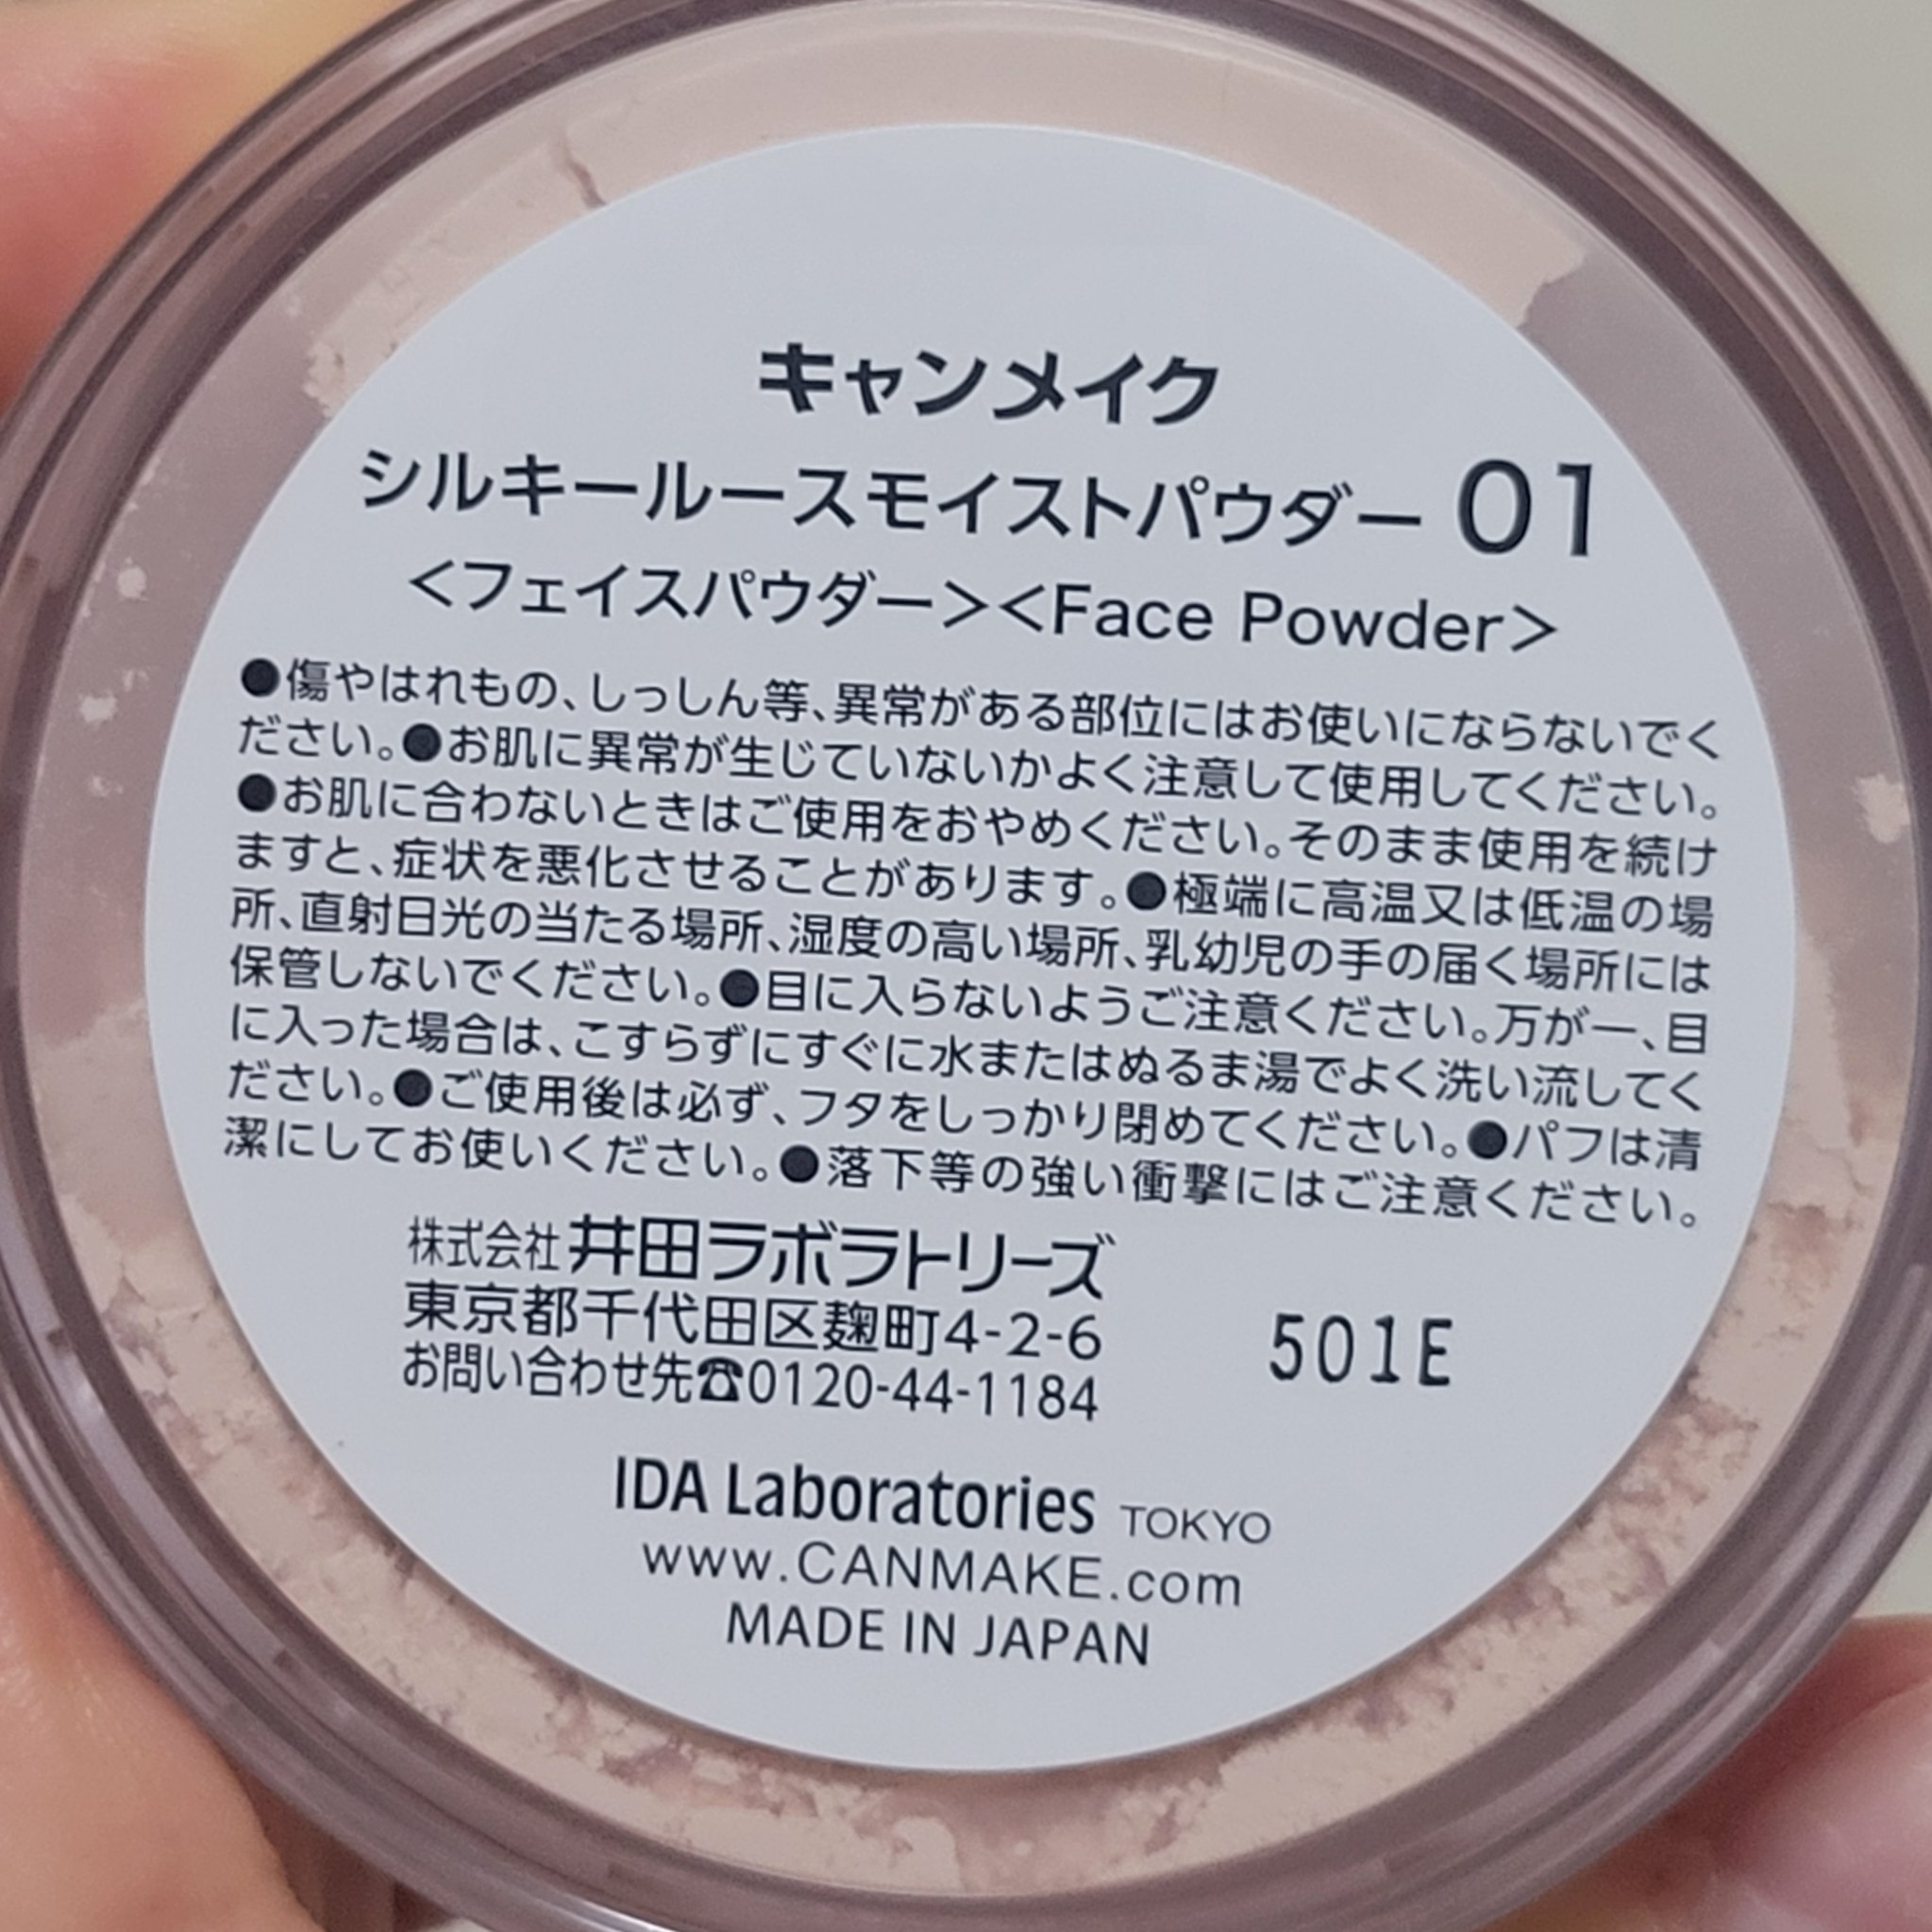 キャンメイク
シルキールースモイストパウダー 01
<フェイスパウダー><Face Powder>
●傷やはれもの、しっしん等、異常がある部位にはお使いにならないでく
ださい。●お肌に異常が生じていないかよく注意して使用してください。
●お肌に合わないときはご使用をおやめください。そのまま使用を続け
ますと、症状を悪化させることがあります。●極端に高温又は低温の場
所、直射日光の当たる場所、湿度の高い場所、乳幼児の手の届く場所には
保管しないでください。●目に入らないようご注意ください。万が一、目
に入った場合は、こすらずにすぐに水またはぬるま湯でよく洗い流してく
ださい。●ご使用後は必ず、フタをしっかり閉めてください。●パフは清
潔にしてお使いください。●落下等の強い衝撃にはご注意ください。
株式会社 井田ラボラトリーズ
東京都千代田区麹町4-2-6
お問い合わせ先☎0120-44-1184
501E
IDA Laboratories TOKYO
www.CANMAKE.com
MADE IN JAPAN